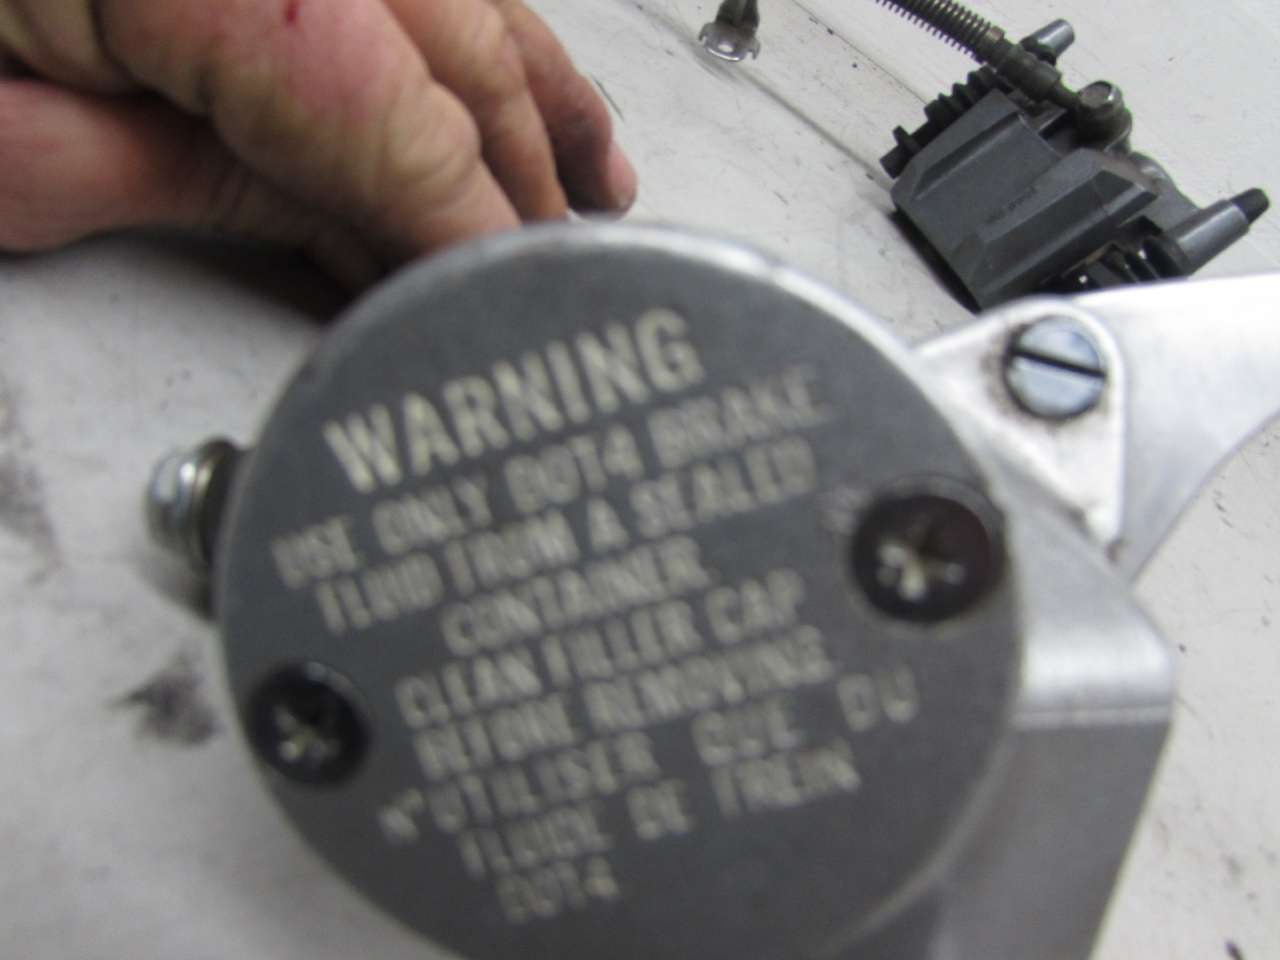 WARNING
USE ONLY DOT4 BRAKE
FLUID FROM A SEALED
CONTAINER
CLEAN FILLER CAP
BEFORE REMOVING
N'UTILISER QUE DU
FLUIDE DE FREIN
DOT4